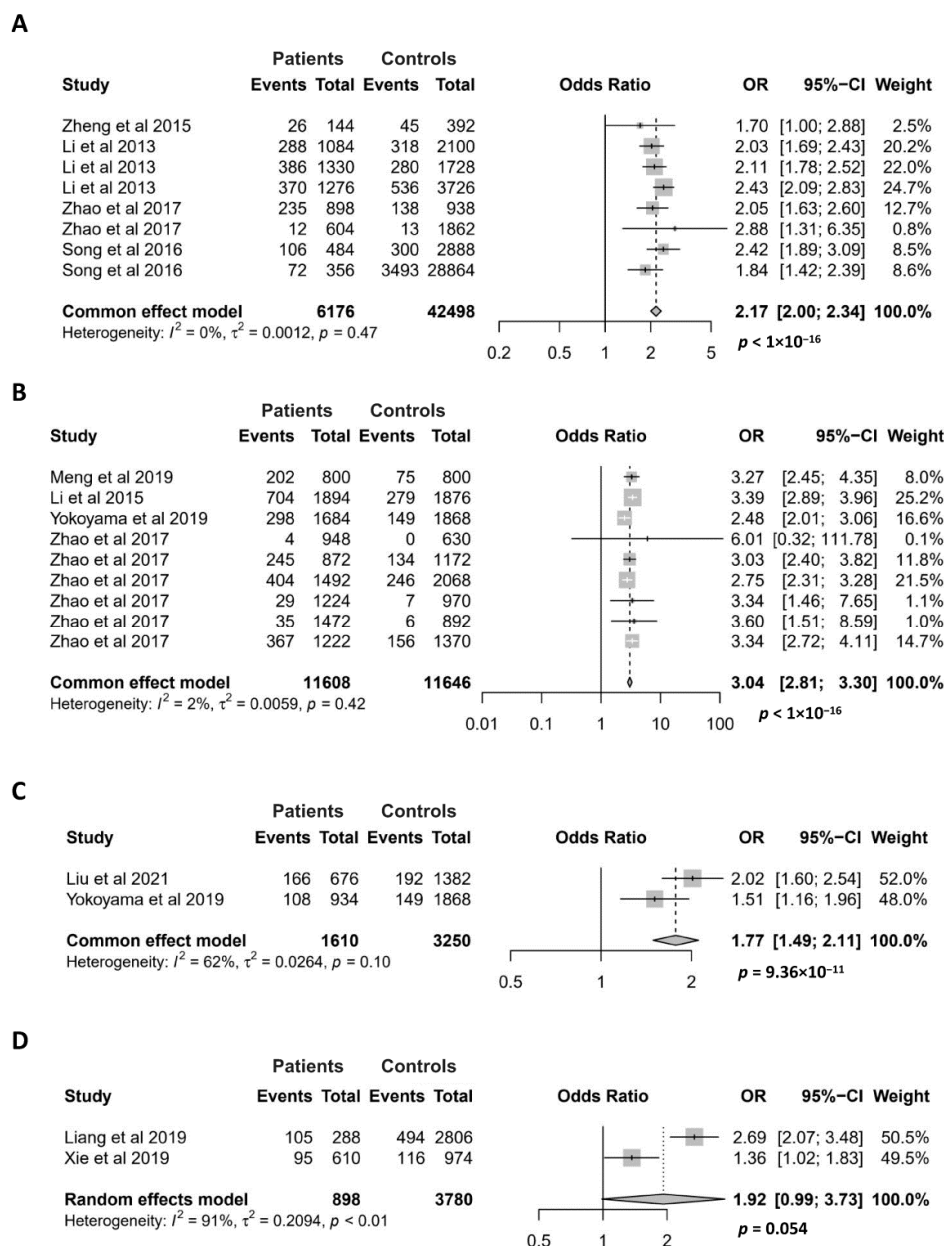 A
Patients Controls
Study Events Total Events Total Odds Ratio OR 95%−CI Weight
Zheng et al 2015 26 144 45 392 1.70 [1.00; 2.88] 2.5%
Li et al 2013 288 1084 318 2100 2.03 [1.69; 2.43] 20.2%
Li et al 2013 386 1330 280 1728 2.11 [1.78; 2.52] 22.0%
Li et al 2013 370 1276 536 3726 2.43 [2.09; 2.83] 24.7%
Zhao et al 2017 235 898 138 938 2.05 [1.63; 2.60] 12.7%
Zhao et al 2017 12 604 13 1862 2.88 [1.31; 6.35] 0.8%
Song et al 2016 106 484 300 2888 2.42 [1.89; 3.09] 8.5%
Song et al 2016 72 356 3493 28864 1.84 [1.42; 2.39] 8.6%
Common effect model 6176 42498 2.17 [2.00; 2.34] 100.0%
Heterogeneity: I² = 0%, τ² = 0.0012, p = 0.47
p < 1×10⁻¹⁶
0.2 0.5 1 2 5
B
Patients Controls
Study Events Total Events Total Odds Ratio OR 95%−CI Weight
Meng et al 2019 202 800 75 800 3.27 [2.45; 4.35] 8.0%
Li et al 2015 704 1894 279 1876 3.39 [2.89; 3.96] 25.2%
Yokoyama et al 2019 298 1684 149 1868 2.48 [2.01; 3.06] 16.6%
Zhao et al 2017 4 948 0 630 6.01 [0.32; 111.78] 0.1%
Zhao et al 2017 245 872 134 1172 3.03 [2.40; 3.82] 11.8%
Zhao et al 2017 404 1492 246 2068 2.75 [2.31; 3.28] 21.5%
Zhao et al 2017 29 1224 7 970 3.34 [1.46; 7.65] 1.1%
Zhao et al 2017 35 1472 6 892 3.60 [1.51; 8.59] 1.0%
Zhao et al 2017 367 1222 156 1370 3.34 [2.72; 4.11] 14.7%
Common effect model 11608 11646 3.04 [2.81; 3.30] 100.0%
Heterogeneity: I² = 2%, τ² = 0.0059, p = 0.42
p < 1×10⁻¹⁶
0.01 0.1 0.1 1 10 100
C
Patients Controls
Study Events Total Events Total Odds Ratio OR 95%−CI Weight
Liu et al 2021 166 676 192 1382 2.02 [1.60; 2.54] 52.0%
Yokoyama et al 2019 108 934 149 1868 1.51 [1.16; 1.96] 48.0%
Common effect model 1610 3250 1.77 [1.49; 2.11] 100.0%
Heterogeneity: I² = 62%, τ² = 0.0264, p = 0.10
p = 9.36×10⁻¹¹
0.5 1 2
D
Patients Controls
Study Events Total Events Total Odds Ratio OR 95%−CI Weight
Liang et al 2019 105 288 494 2806 2.69 [2.07; 3.48] 50.5%
Xie et al 2019 95 610 116 974 1.36 [1.02; 1.83] 49.5%
Random effects model 898 3780 1.92 [0.99; 3.73] 100.0%
Heterogeneity: I² = 91%, τ² = 0.2094, p < 0.01
p = 0.054
0.5 1 2